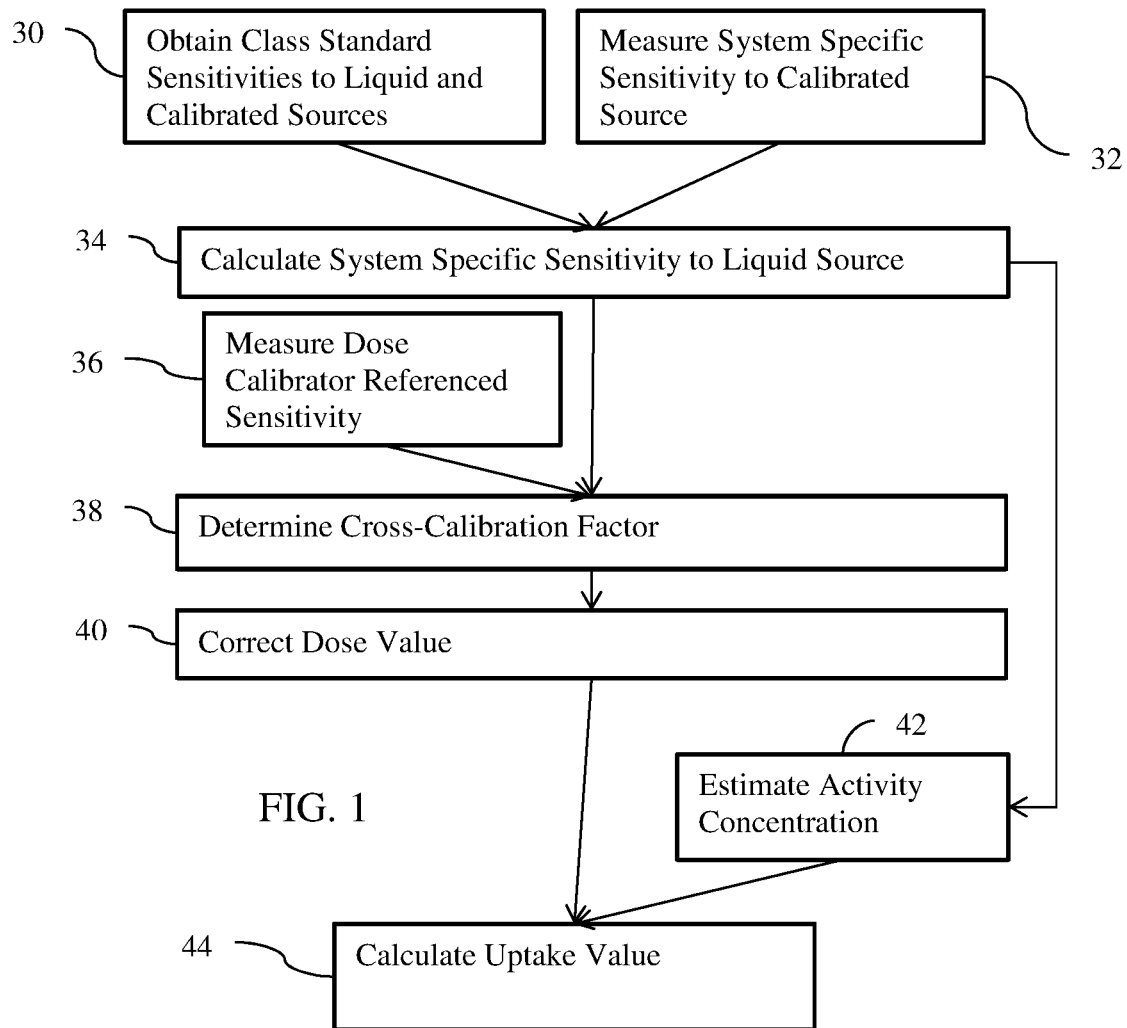 30
Obtain Class Standard
Sensitivities to Liquid and
Calibrated Sources
Measure System Specific
Sensitivity to Calibrated
Source
32
34
Calculate System Specific Sensitivity to Liquid Source
36
Measure Dose
Calibrator Referenced
Sensitivity
38
Determine Cross-Calibration Factor
40
Correct Dose Value
42
Estimate Activity
Concentration
FIG. 1
44
Calculate Uptake Value